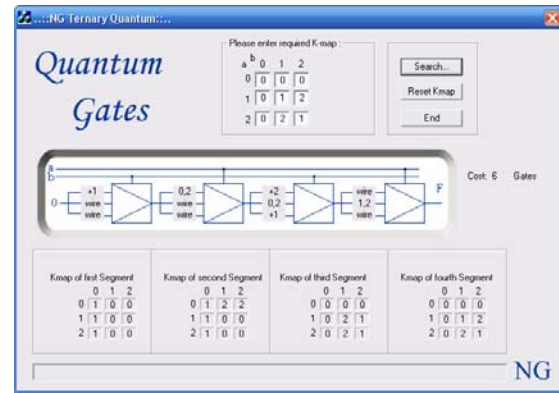 ..::NG Ternary Quantum::..
Quantum
Gates
Please enter required K-map :
a b 0 1 2
0 0 0 0
1 0 1 2
2 0 2 1
Search...
Reset Kmap
End
a
b
0
+1
wire
wire
0,2
wire
wire
+2
0,2
+1
wire
1,2
wire
F
Cost: 6 Gates
Kmap of first Segment
0 1 2
0 1 0 0
1 1 0 0
2 1 0 0
Kmap of second Segment
0 1 2
0 1 2 2
1 1 0 0
2 1 0 0
Kmap of third Segment
0 1 2
0 0 0 0
1 0 2 1
2 0 2 1
Kmap of fouth Segment
0 1 2
0 0 0 0
1 0 1 2
2 0 2 1
NG